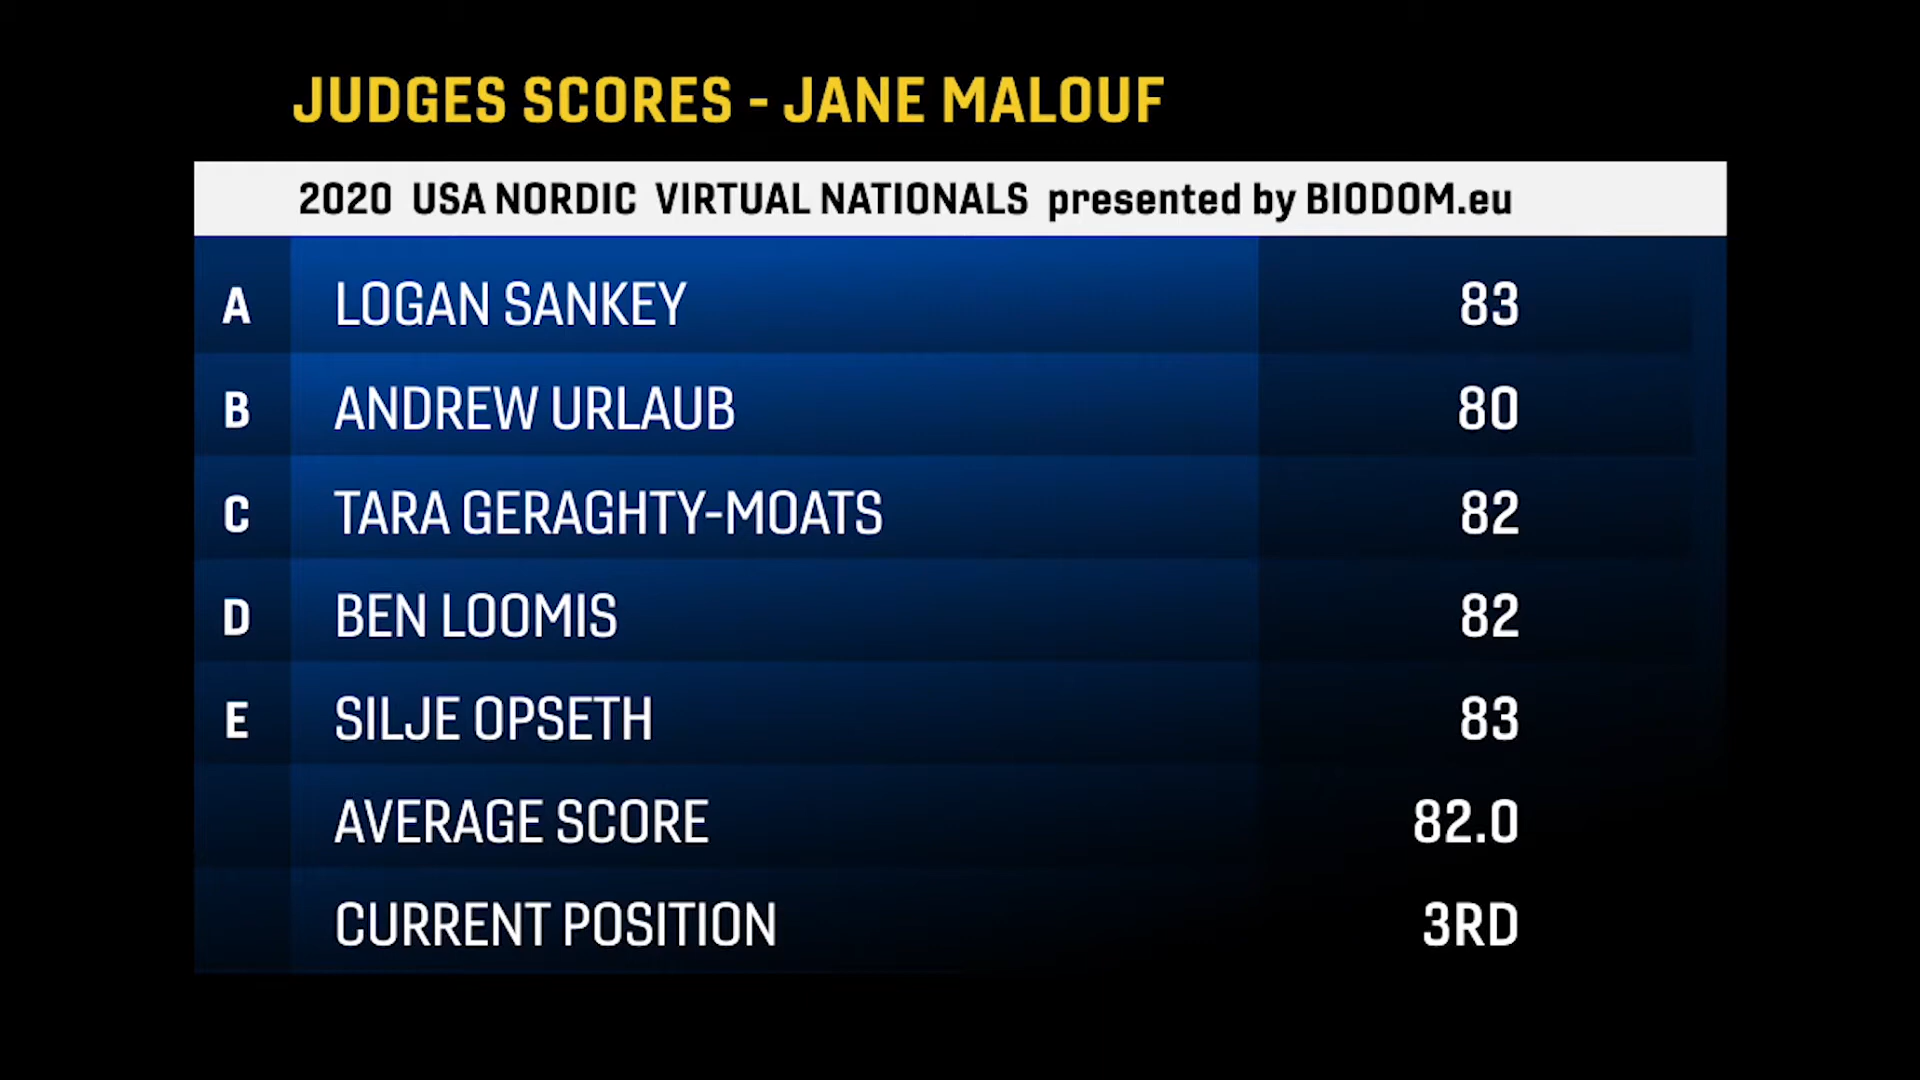 JUDGES SCORES - JANE MALOUF
2020 USA NORDIC VIRTUAL NATIONALS presented by BIODOM.eu
A LOGAN SANKEY 83
B ANDREW URLAUB 80
C TARA GERAGHTY-MOATS 82
D BEN LOOMIS 82
E SILJE OPSETH 83
AVERAGE SCORE 82.0
CURRENT POSITION 3RD